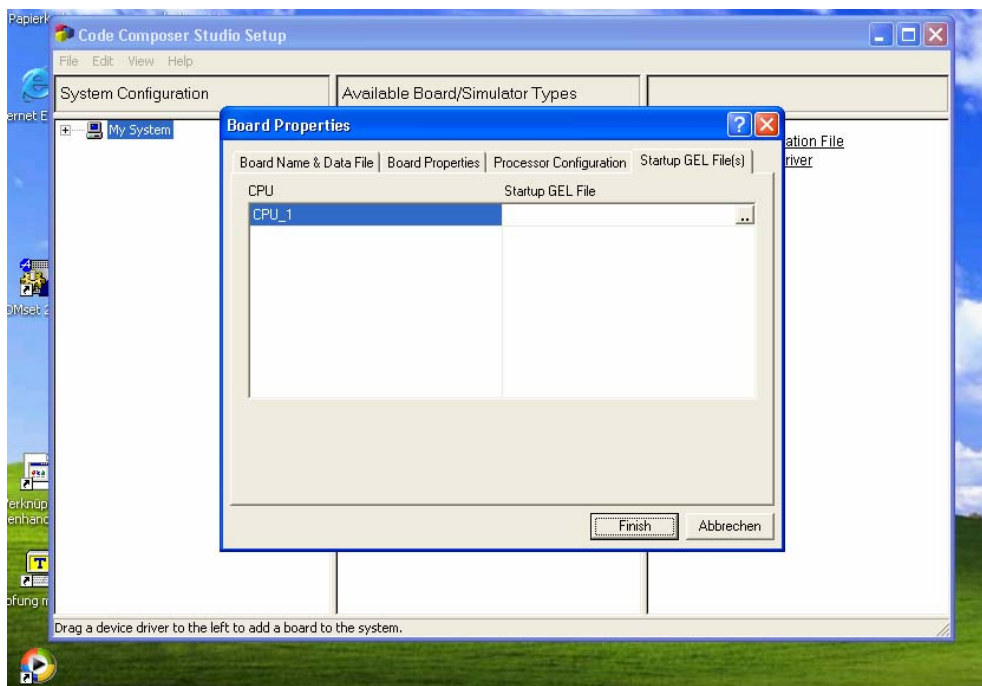 Papierk
Code Composer Studio Setup
File Edit View Help
System Configuration
Available Board/Simulator Types
ernet E
My System
Board Properties
ation File
river
Board Name & Data File
Board Properties
Processor Configuration
Startup GEL File(s)
CPU
Startup GEL File
CPU_1
..
DMset 2
Finish
Abbrechen
erknüp
enhand
T
ofung m
Drag a device driver to the left to add a board to the system.